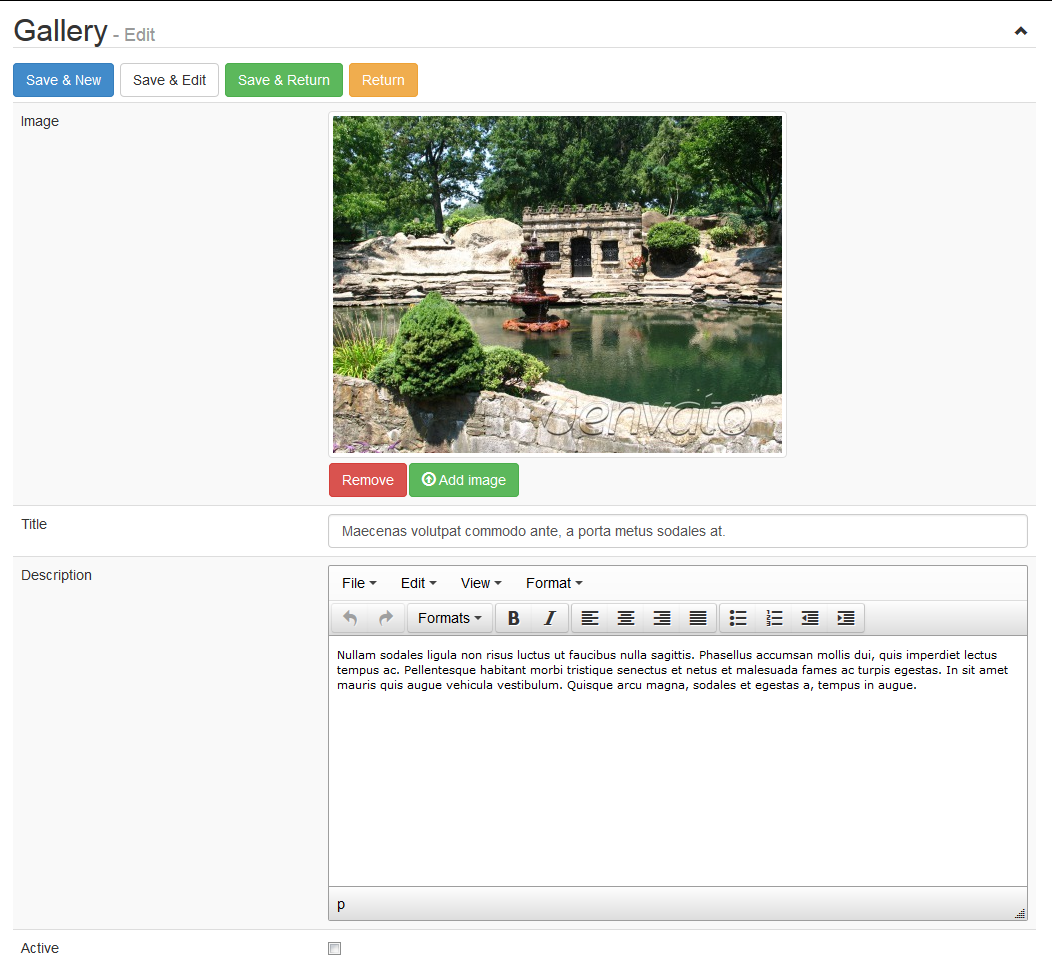 Gallery - Edit
Save & New Save & Edit Save & Return Return
Image
envato
Remove Add image
Title Maecenas volutpat commodo ante, a porta metus sodales at.
Description
File Edit View Format
Formats B I
Nullam sodales ligula non risus luctus ut faucibus nulla sagittis. Phasellus accumsan mollis dui, quis imperdiet lectus
tempus ac. Pellentesque habitant morbi tristique senectus et netus et malesuada fames ac turpis egestas. In sit amet
mauris quis augue vehicula vestibulum. Quisque arcu magna, sodales et egestas a, tempus in augue.
p
Active